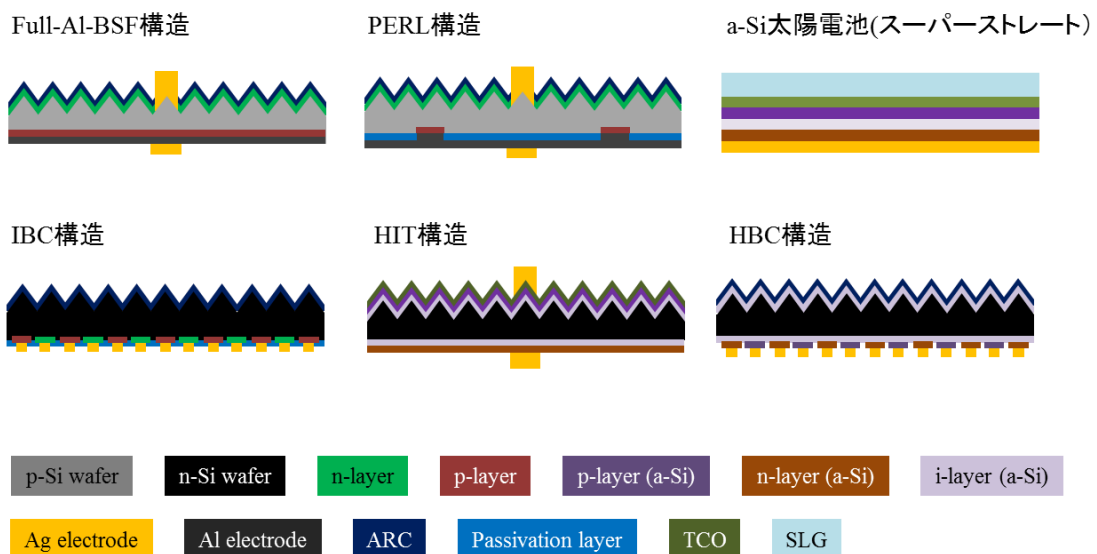 Full-Al-BSF構造
PERL構造
a-Si太陽電池(スーパーストレート)
IBC構造
HIT構造
HBC構造
p-Si wafer
n-Si wafer
n-layer
p-layer
p-layer (a-Si)
n-layer (a-Si)
i-layer (a-Si)
Ag electrode
Al electrode
ARC
Passivation layer
TCO
SLG